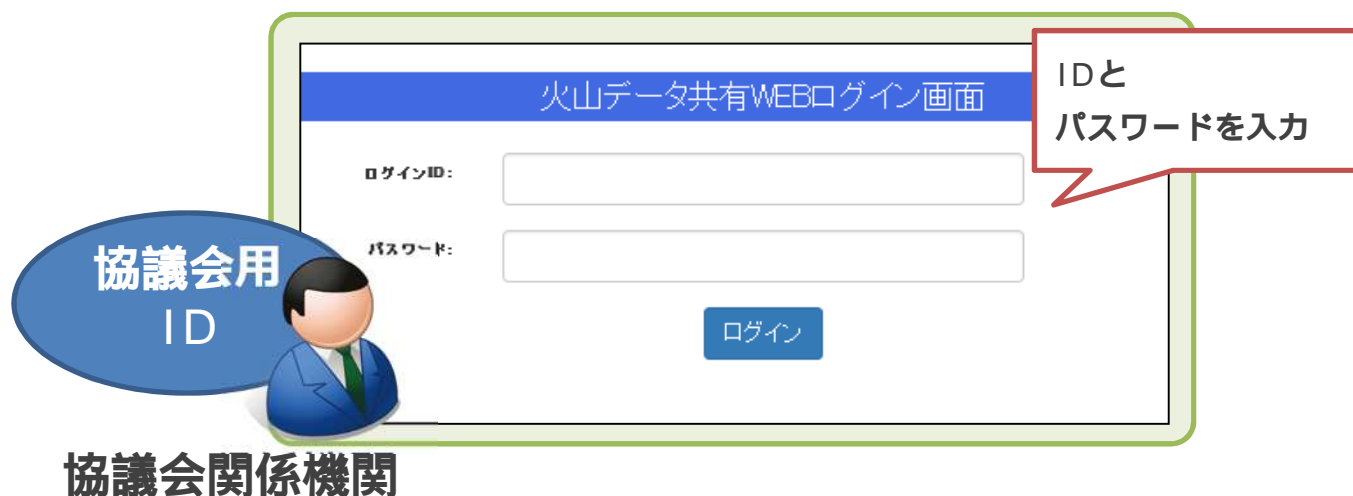 火山データ共有WEBログイン画面
IDと
パスワードを入力
ログインID:
パスワード:
ログイン
協議会用
ID
協議会関係機関